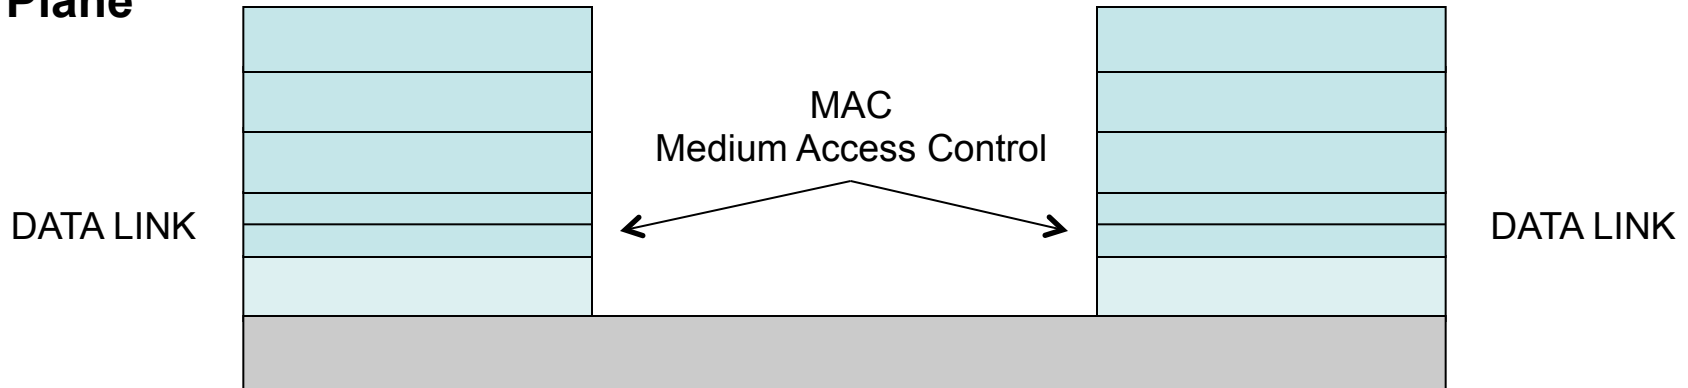 Plane
MAC
Medium Access Control
DATA LINK
DATA LINK